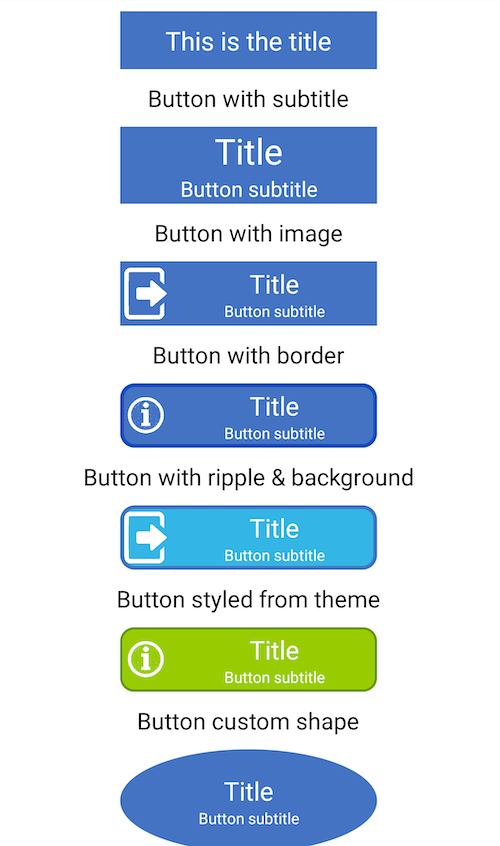 This is the title
Button with subtitle
Title
Button subtitle
Button with image
Title
Button subtitle
Button with border
Title
Button subtitle
Button with ripple & background
Title
Button subtitle
Button styled from theme
Title
Button subtitle
Button custom shape
Title
Button subtitle